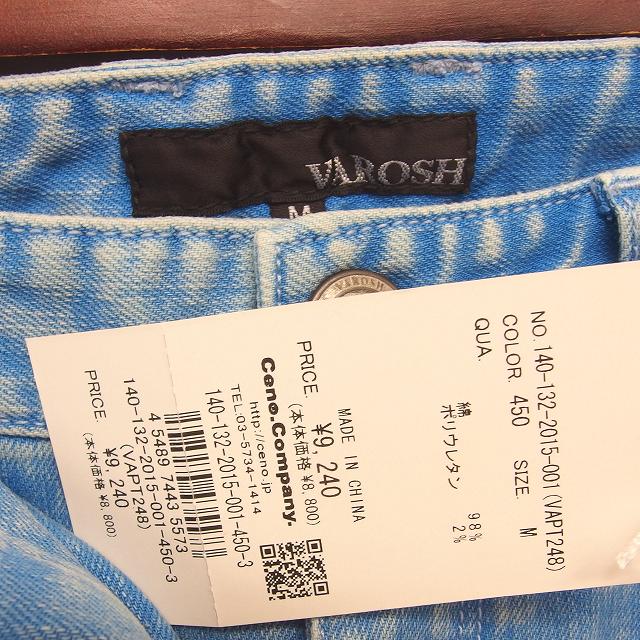 VAROSH
M
VAROSH
NO. 140-132-2015-001(VAPT248)
COLOR. 450 SIZE. M
QUA.
綿 98%
ポリウレタン 2%
MADE IN CHINA
PRICE. ¥9,240
(本体価格 ¥8,800)
Ceno.Company.
http://ceno.jp
TEL:03-5734-1414
140-132-2015-001-450-3
4 5489 7443 5573
140-132-2015-001-450-3
(VAPT248)
PRICE. ¥9,240
(本体価格 ¥8,800)